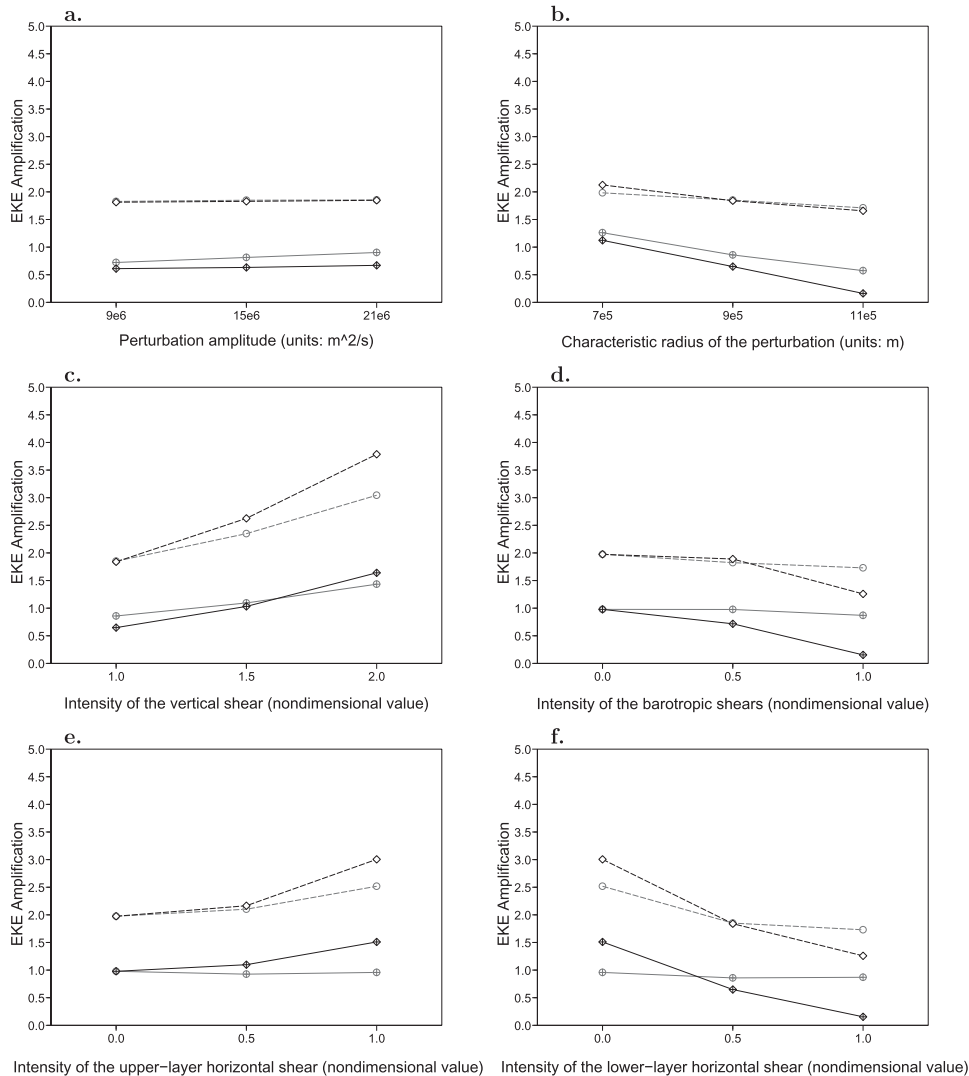 a.
EKE Amplification
5.0
4.5
4.0
3.5
3.0
2.5
2.0
1.5
1.0
0.5
0.0
9e6 15e6 21e6
Perturbation amplitude (units: m^2/s)
b.
EKE Amplification
5.0
4.5
4.0
3.5
3.0
2.5
2.0
1.5
1.0
0.5
0.0
7e5 9e5 11e5
Characteristic radius of the perturbation (units: m)
c.
EKE Amplification
5.0
4.5
4.0
3.5
3.0
2.5
2.0
1.5
1.0
0.5
0.0
1.0 1.5 2.0
Intensity of the vertical shear (nondimensional value)
d.
EKE Amplification
5.0
4.5
4.0
3.5
3.0
2.5
2.0
1.5
1.0
0.5
0.0
0.0 0.5 1.0
Intensity of the barotropic shears (nondimensional value)
e.
EKE Amplification
5.0
4.5
4.0
3.5
3.0
2.5
2.0
1.5
1.0
0.5
0.0
0.0 0.5 1.0
Intensity of the upper−layer horizontal shear (nondimensional value)
f.
EKE Amplification
5.0
4.5
4.0
3.5
3.0
2.5
2.0
1.5
1.0
0.5
0.0
0.0 0.5 1.0
Intensity of the lower−layer horizontal shear (nondimensional value)